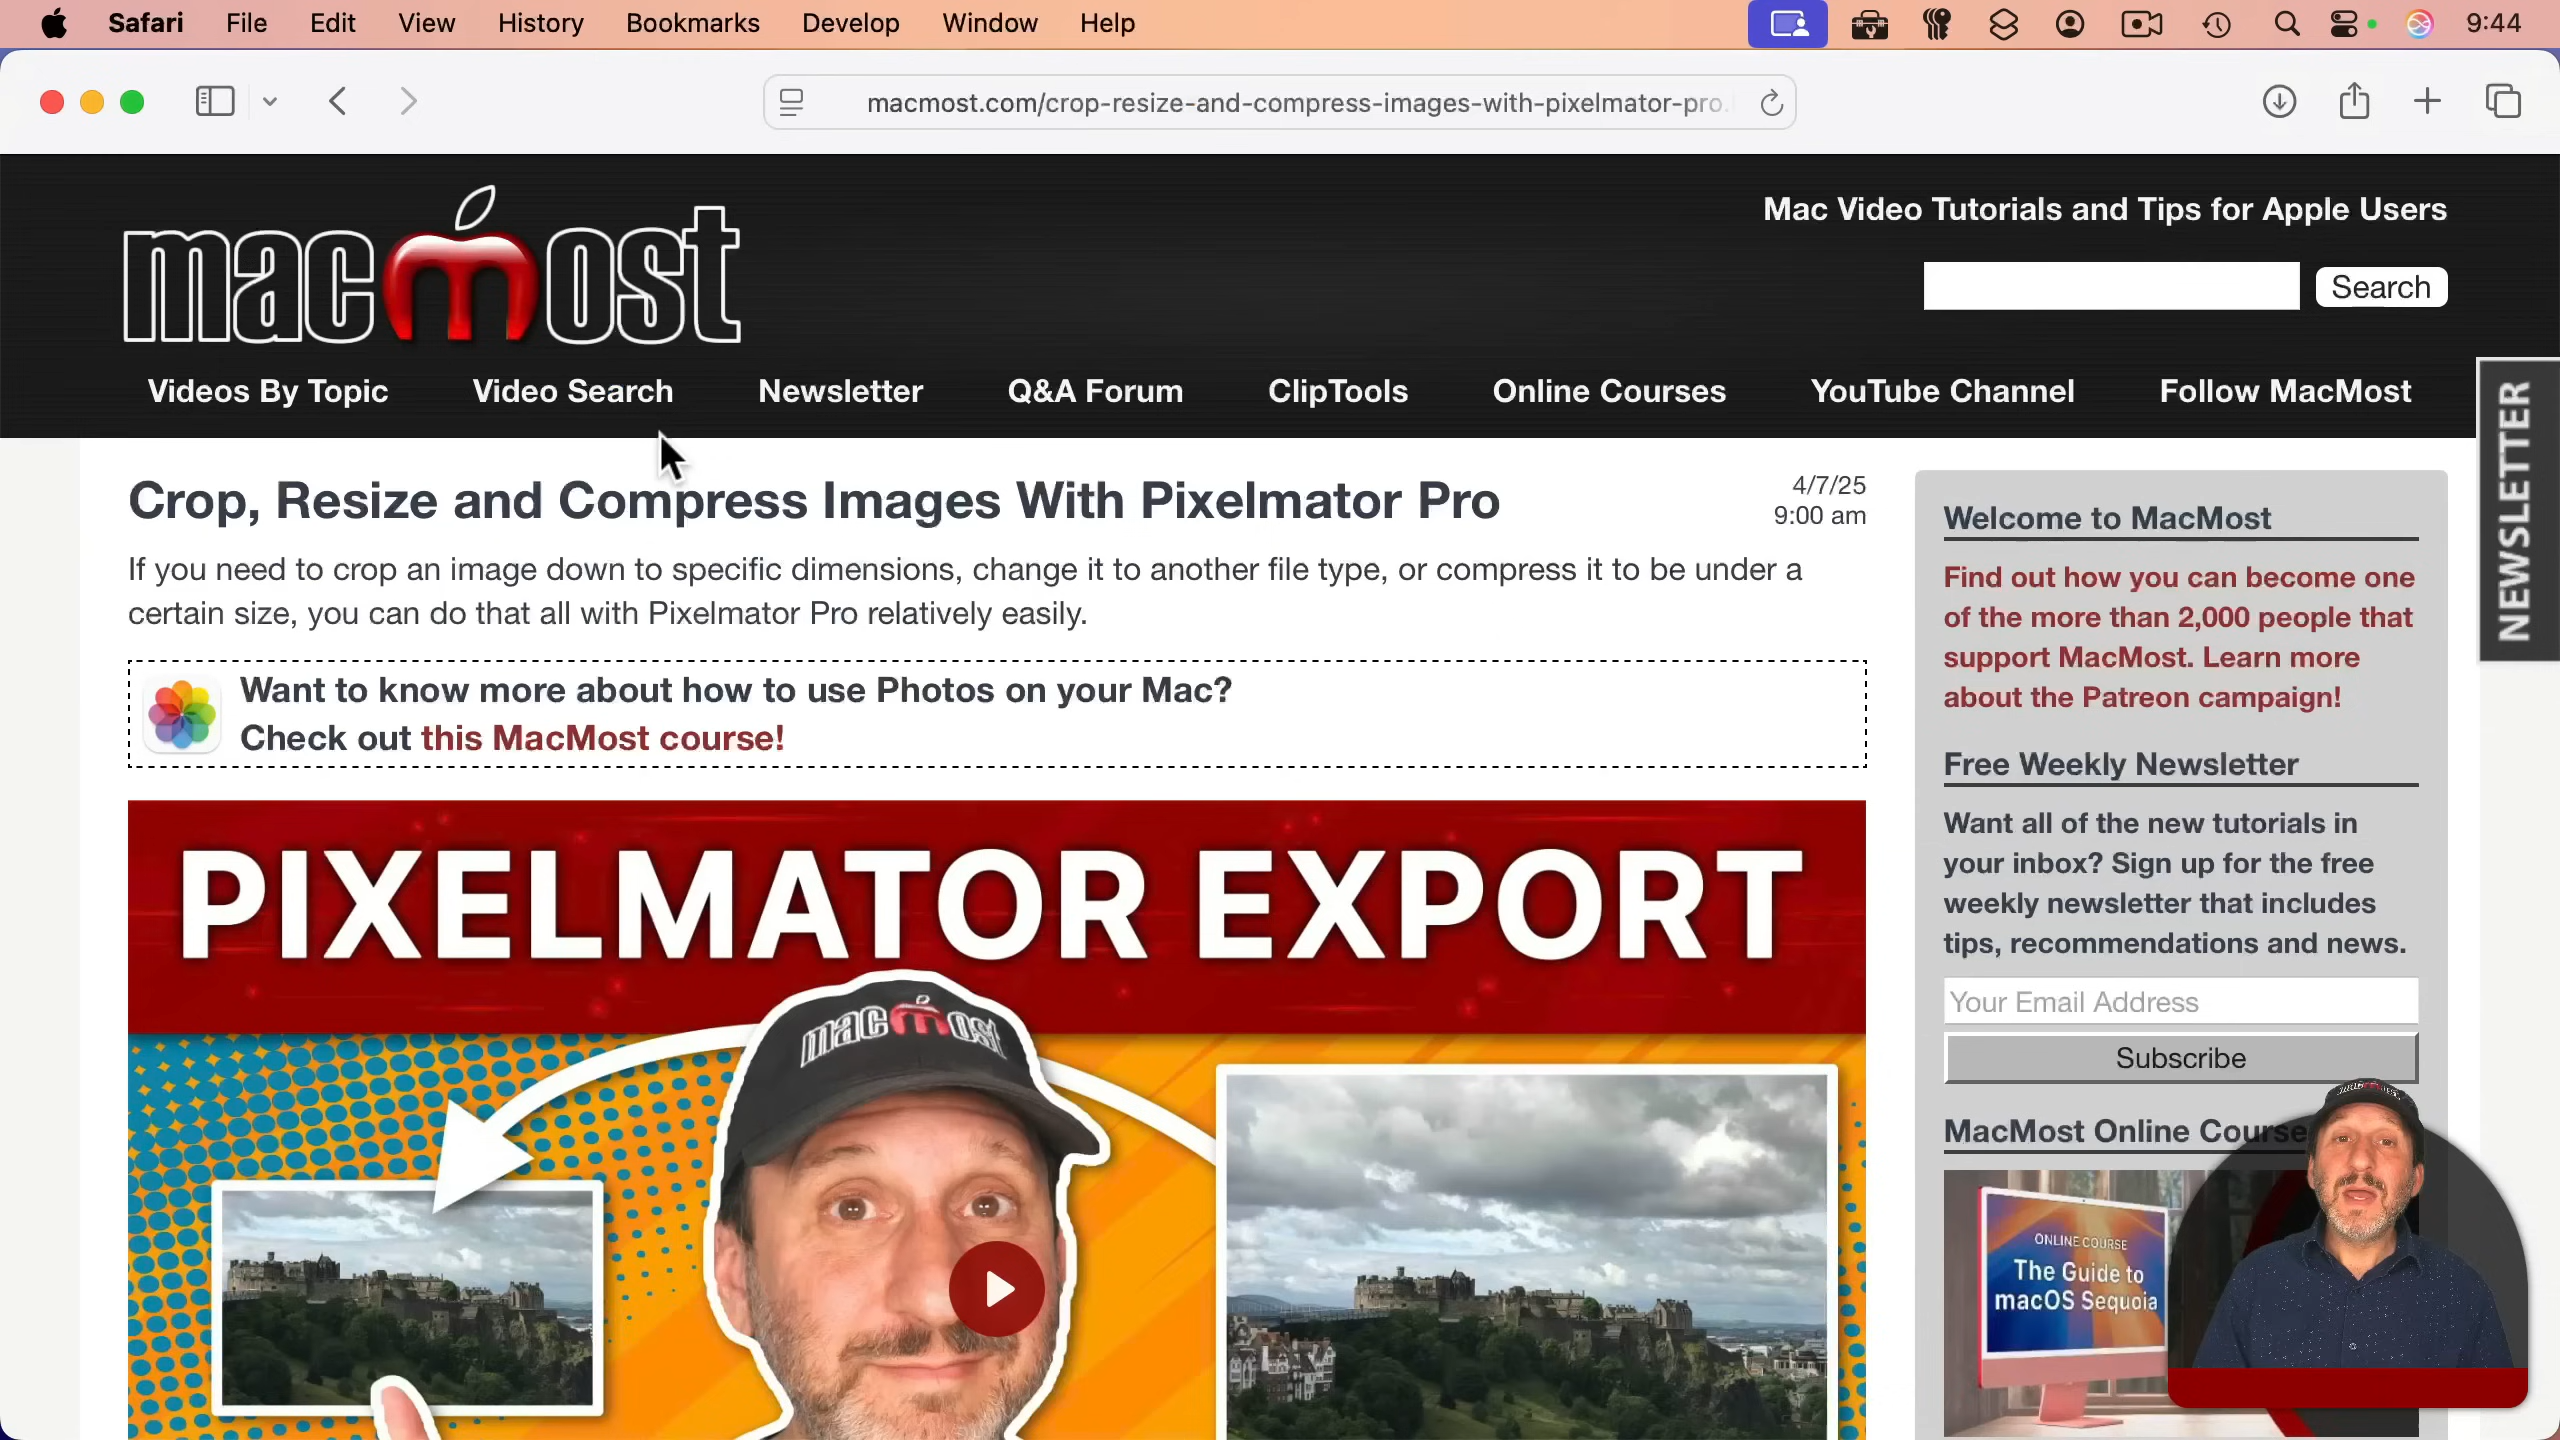 Safari File Edit View History Bookmarks Develop Window Help 9:44
macmost.com/crop-resize-and-compress-images-with-pixelmator-pro.
macmost
Mac Video Tutorials and Tips for Apple Users
Search
Videos By Topic Video Search Newsletter Q&A Forum ClipTools Online Courses YouTube Channel Follow MacMost
NEWSLETTER
Crop, Resize and Compress Images With Pixelmator Pro
4/7/25
9:00 am
If you need to crop an image down to specific dimensions, change it to another file type, or compress it to be under a
certain size, you can do that all with Pixelmator Pro relatively easily.
Want to know more about how to use Photos on your Mac?
Check out this MacMost course!
PIXELMATOR EXPORT
macmost
Welcome to MacMost
Find out how you can become one
of the more than 2,000 people that
support MacMost. Learn more
about the Patreon campaign!
Free Weekly Newsletter
Want all of the new tutorials in
your inbox? Sign up for the free
weekly newsletter that includes
tips, recommendations and news.
Your Email Address
Subscribe
MacMost Online Course
ONLINE COURSE
The Guide to
macOS Sequoia